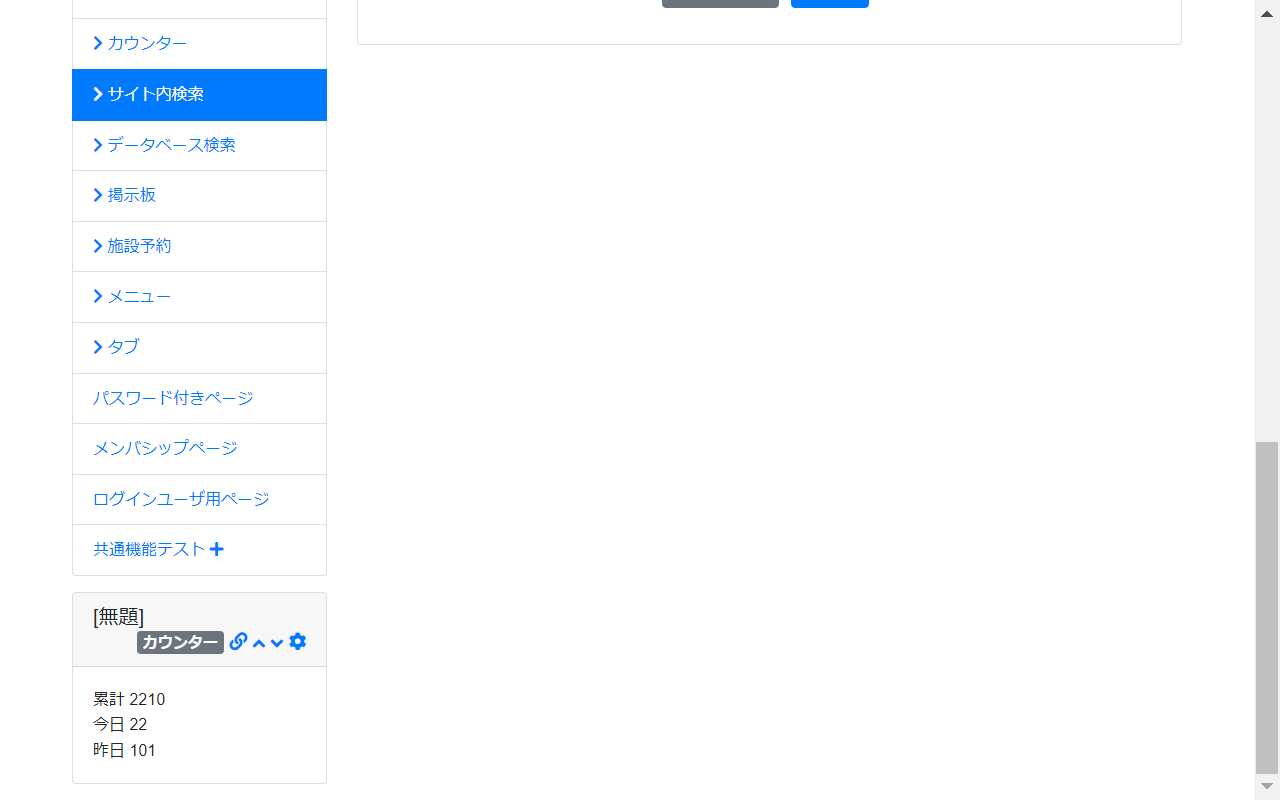 カウンター
サイト内検索
データベース検索
掲示板
施設予約
メニュー
タブ
パスワード付きページ
メンバシップページ
ログインユーザ用ページ
共通機能テスト
[無題]
カウンター
累計 2210
今日 22
昨日 101